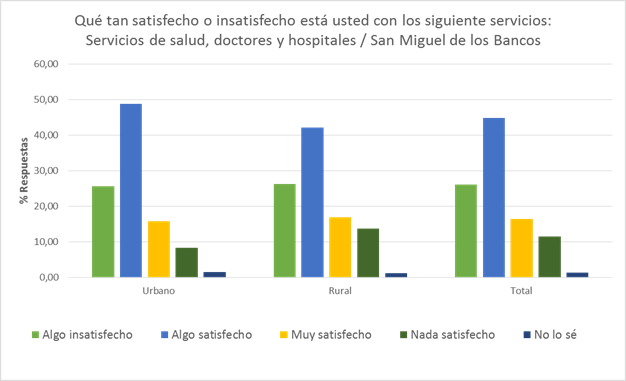 Qué tan satisfecho o insatisfecho está usted con los siguiente servicios:
Servicios de salud, doctores y hospitales / San Miguel de los Bancos
% Respuestas
60,00
50,00
40,00
30,00
20,00
10,00
0,00
Urbano Rural Total
Algo insatisfecho Algo satisfecho Muy satisfecho Nada satisfecho No lo sé